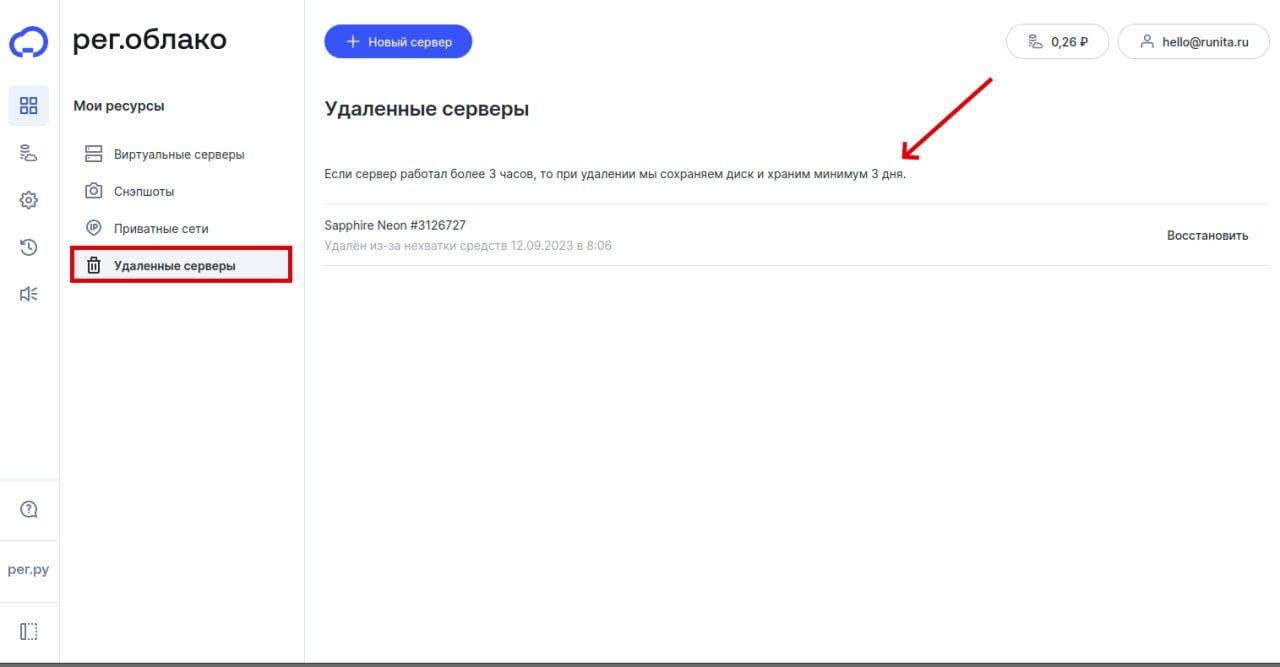 рег.облако
Новый сервер
0,26 ₽
hello@runita.ru
Мои ресурсы
Виртуальные серверы
Снэпшоты
Приватные сети
Удаленные серверы
Удаленные серверы
Если сервер работал более 3 часов, то при удалении мы сохраняем диск и храним минимум 3 дня.
Sapphire Neon #3126727
Удалён из-за нехватки средств 12.09.2023 в 8:06
Восстановить
рег.ру